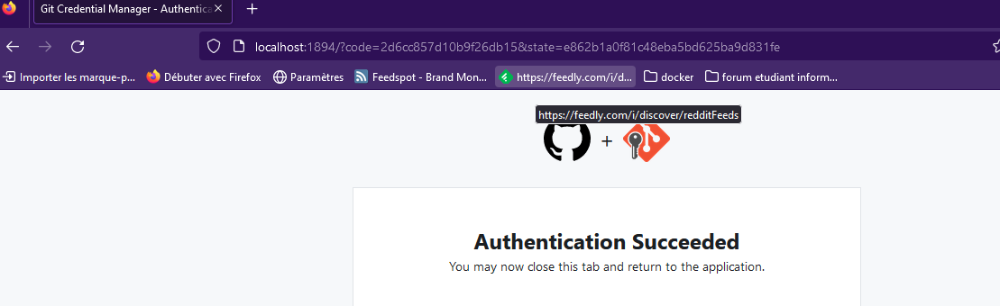 Git Credential Manager - Authentica
localhost:1894/?code=2d6cc857d10b9f26db15&state=e862b1a0f81c48eba5bd625ba9d831fe
Importer les marque-p... Débuter avec Firefox Paramètres Feedspot - Brand Mon... https://feedly.com/i/d... docker forum etudiant inform...
https://feedly.com/i/discover/redditFeeds
+
Authentication Succeeded
You may now close this tab and return to the application.